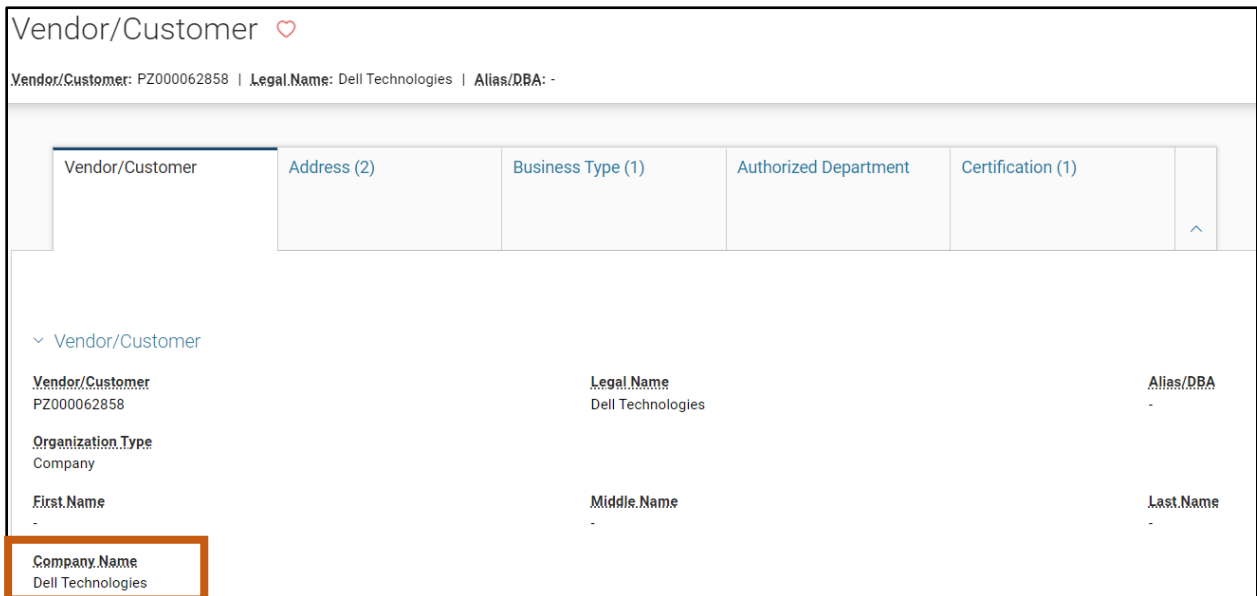 Vendor/Customer
Vendor/Customer: PZ000062858 | Legal Name: Dell Technologies | Alias/DBA: -
Vendor/Customer Address (2) Business Type (1) Authorized Department Certification (1)
Vendor/Customer
Vendor/Customer Legal Name Alias/DBA
PZ000062858 Dell Technologies -
Organization Type
Company
First Name Middle Name Last Name
- - -
Company Name
Dell Technologies